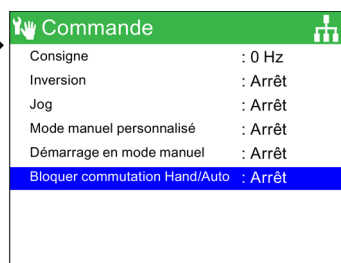 Commande
Consigne : 0 Hz
Inversion : Arrêt
Jog : Arrêt
Mode manuel personnalisé : Arrêt
Démarrage en mode manuel : Arrêt
Bloquer commutation Hand/Auto : Arrêt